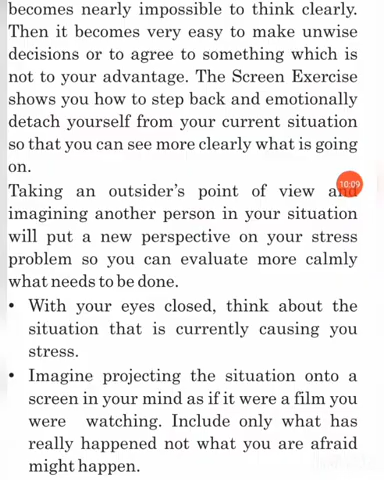 becomes nearly impossible to think clearly.
Then it becomes very easy to make unwise
decisions or to agree to something which is
not to your advantage. The Screen Exercise
shows you how to step back and emotionally
detach yourself from your current situation
so that you can see more clearly what is going
on.
Taking an outsider's point of view and
10:09
imagining another person in your situation
will put a new perspective on your stress
problem so you can evaluate more calmly
what needs to be done.
• With your eyes closed, think about the
situation that is currently causing you
stress.
• Imagine projecting the situation onto a
screen in your mind as if it were a film you
were watching. Include only what has
really happened not what you are afraid
might happen.